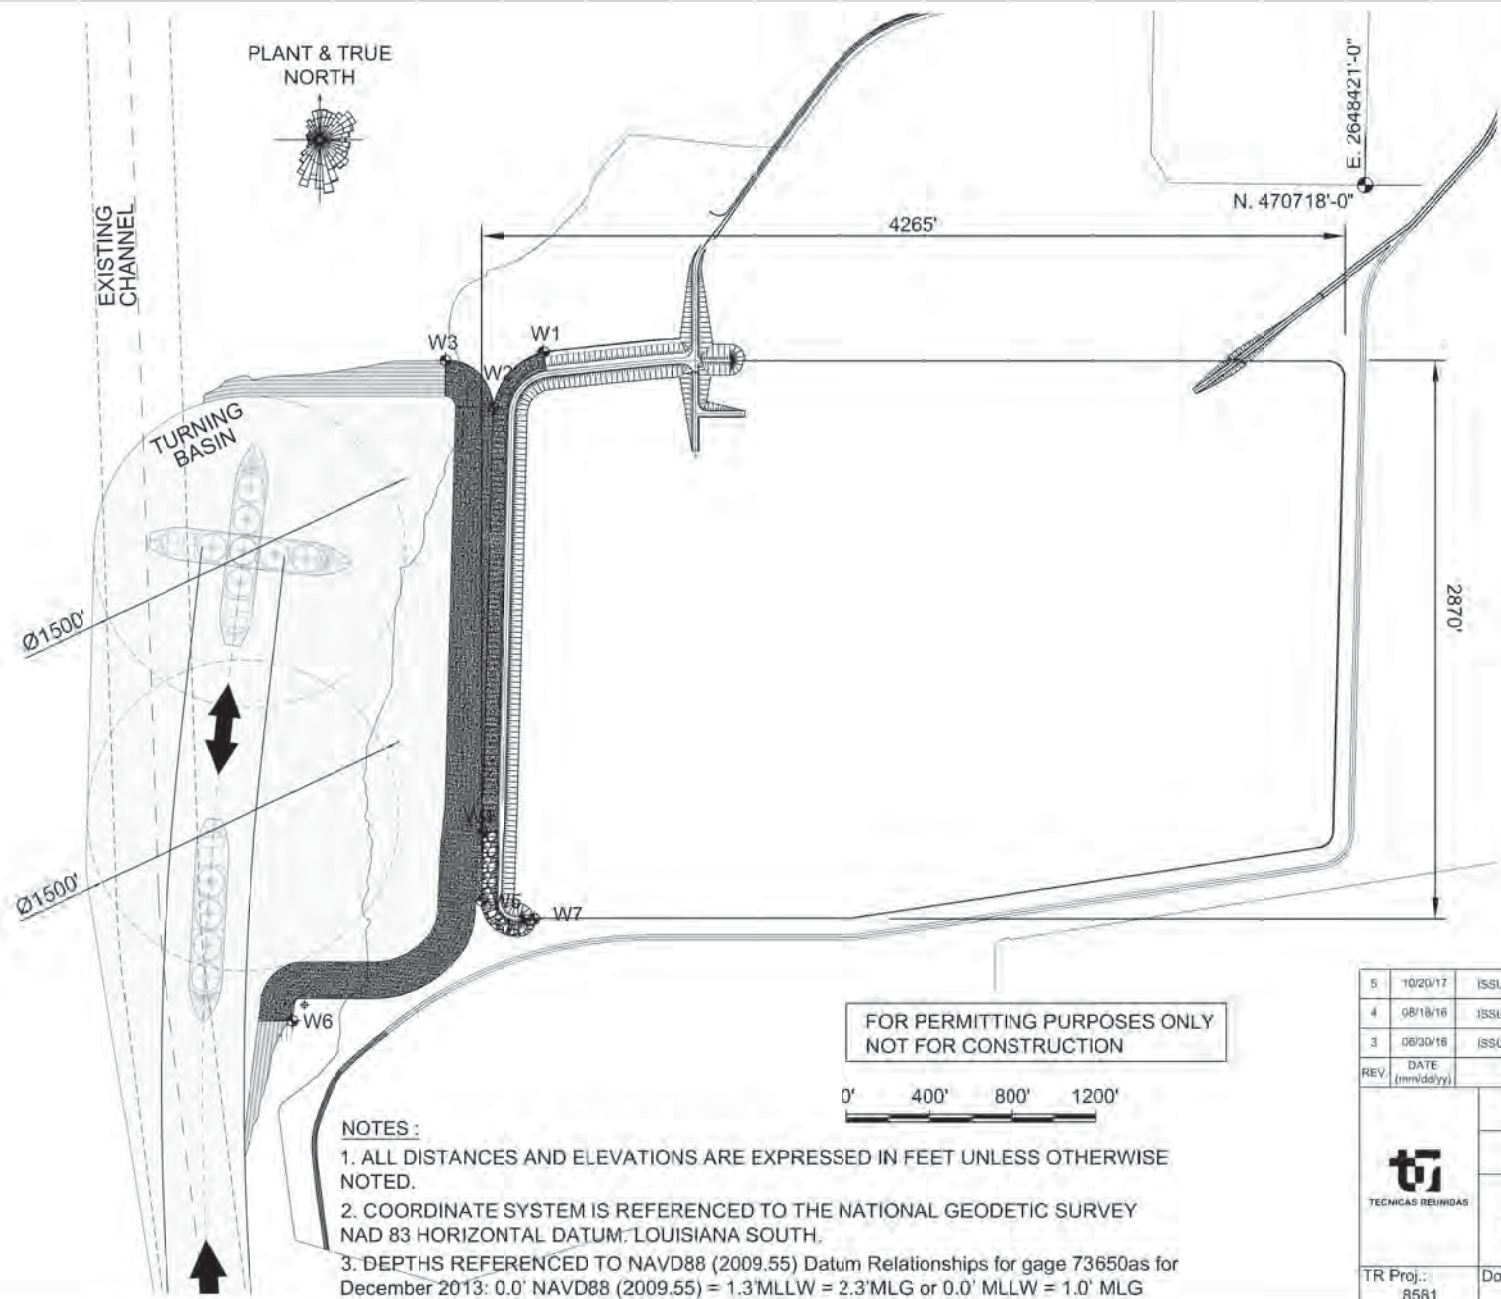 PLANT & TRUE
NORTH
E. 2648421'-0"
N. 470718'-0"
EXISTING
CHANNEL
4265'
W3
W1
W2
TURNING
BASIN
Ø1500'
2870'
Ø1500'
W7
W6
FOR PERMITTING PURPOSES ONLY
NOT FOR CONSTRUCTION
0' 400' 800' 1200'
NOTES :
1. ALL DISTANCES AND ELEVATIONS ARE EXPRESSED IN FEET UNLESS OTHERWISE
NOTED.
2. COORDINATE SYSTEM IS REFERENCED TO THE NATIONAL GEODETIC SURVEY
NAD 83 HORIZONTAL DATUM. LOUISIANA SOUTH.
3. DEPTHS REFERENCED TO NAVD88 (2009.55) Datum Relationships for gage 73650as for
December 2013: 0.0' NAVD88 (2009.55) = 1.3'MLLW = 2.3'MLG or 0.0' MLLW = 1.0' MLG
5 10/20/17 ISSU
4 08/18/16 ISSU
3 06/30/16 ISSU
REV. DATE
(mm/dd/yy)
TECNICAS REUNIDAS
TR Proj.: Do
8581